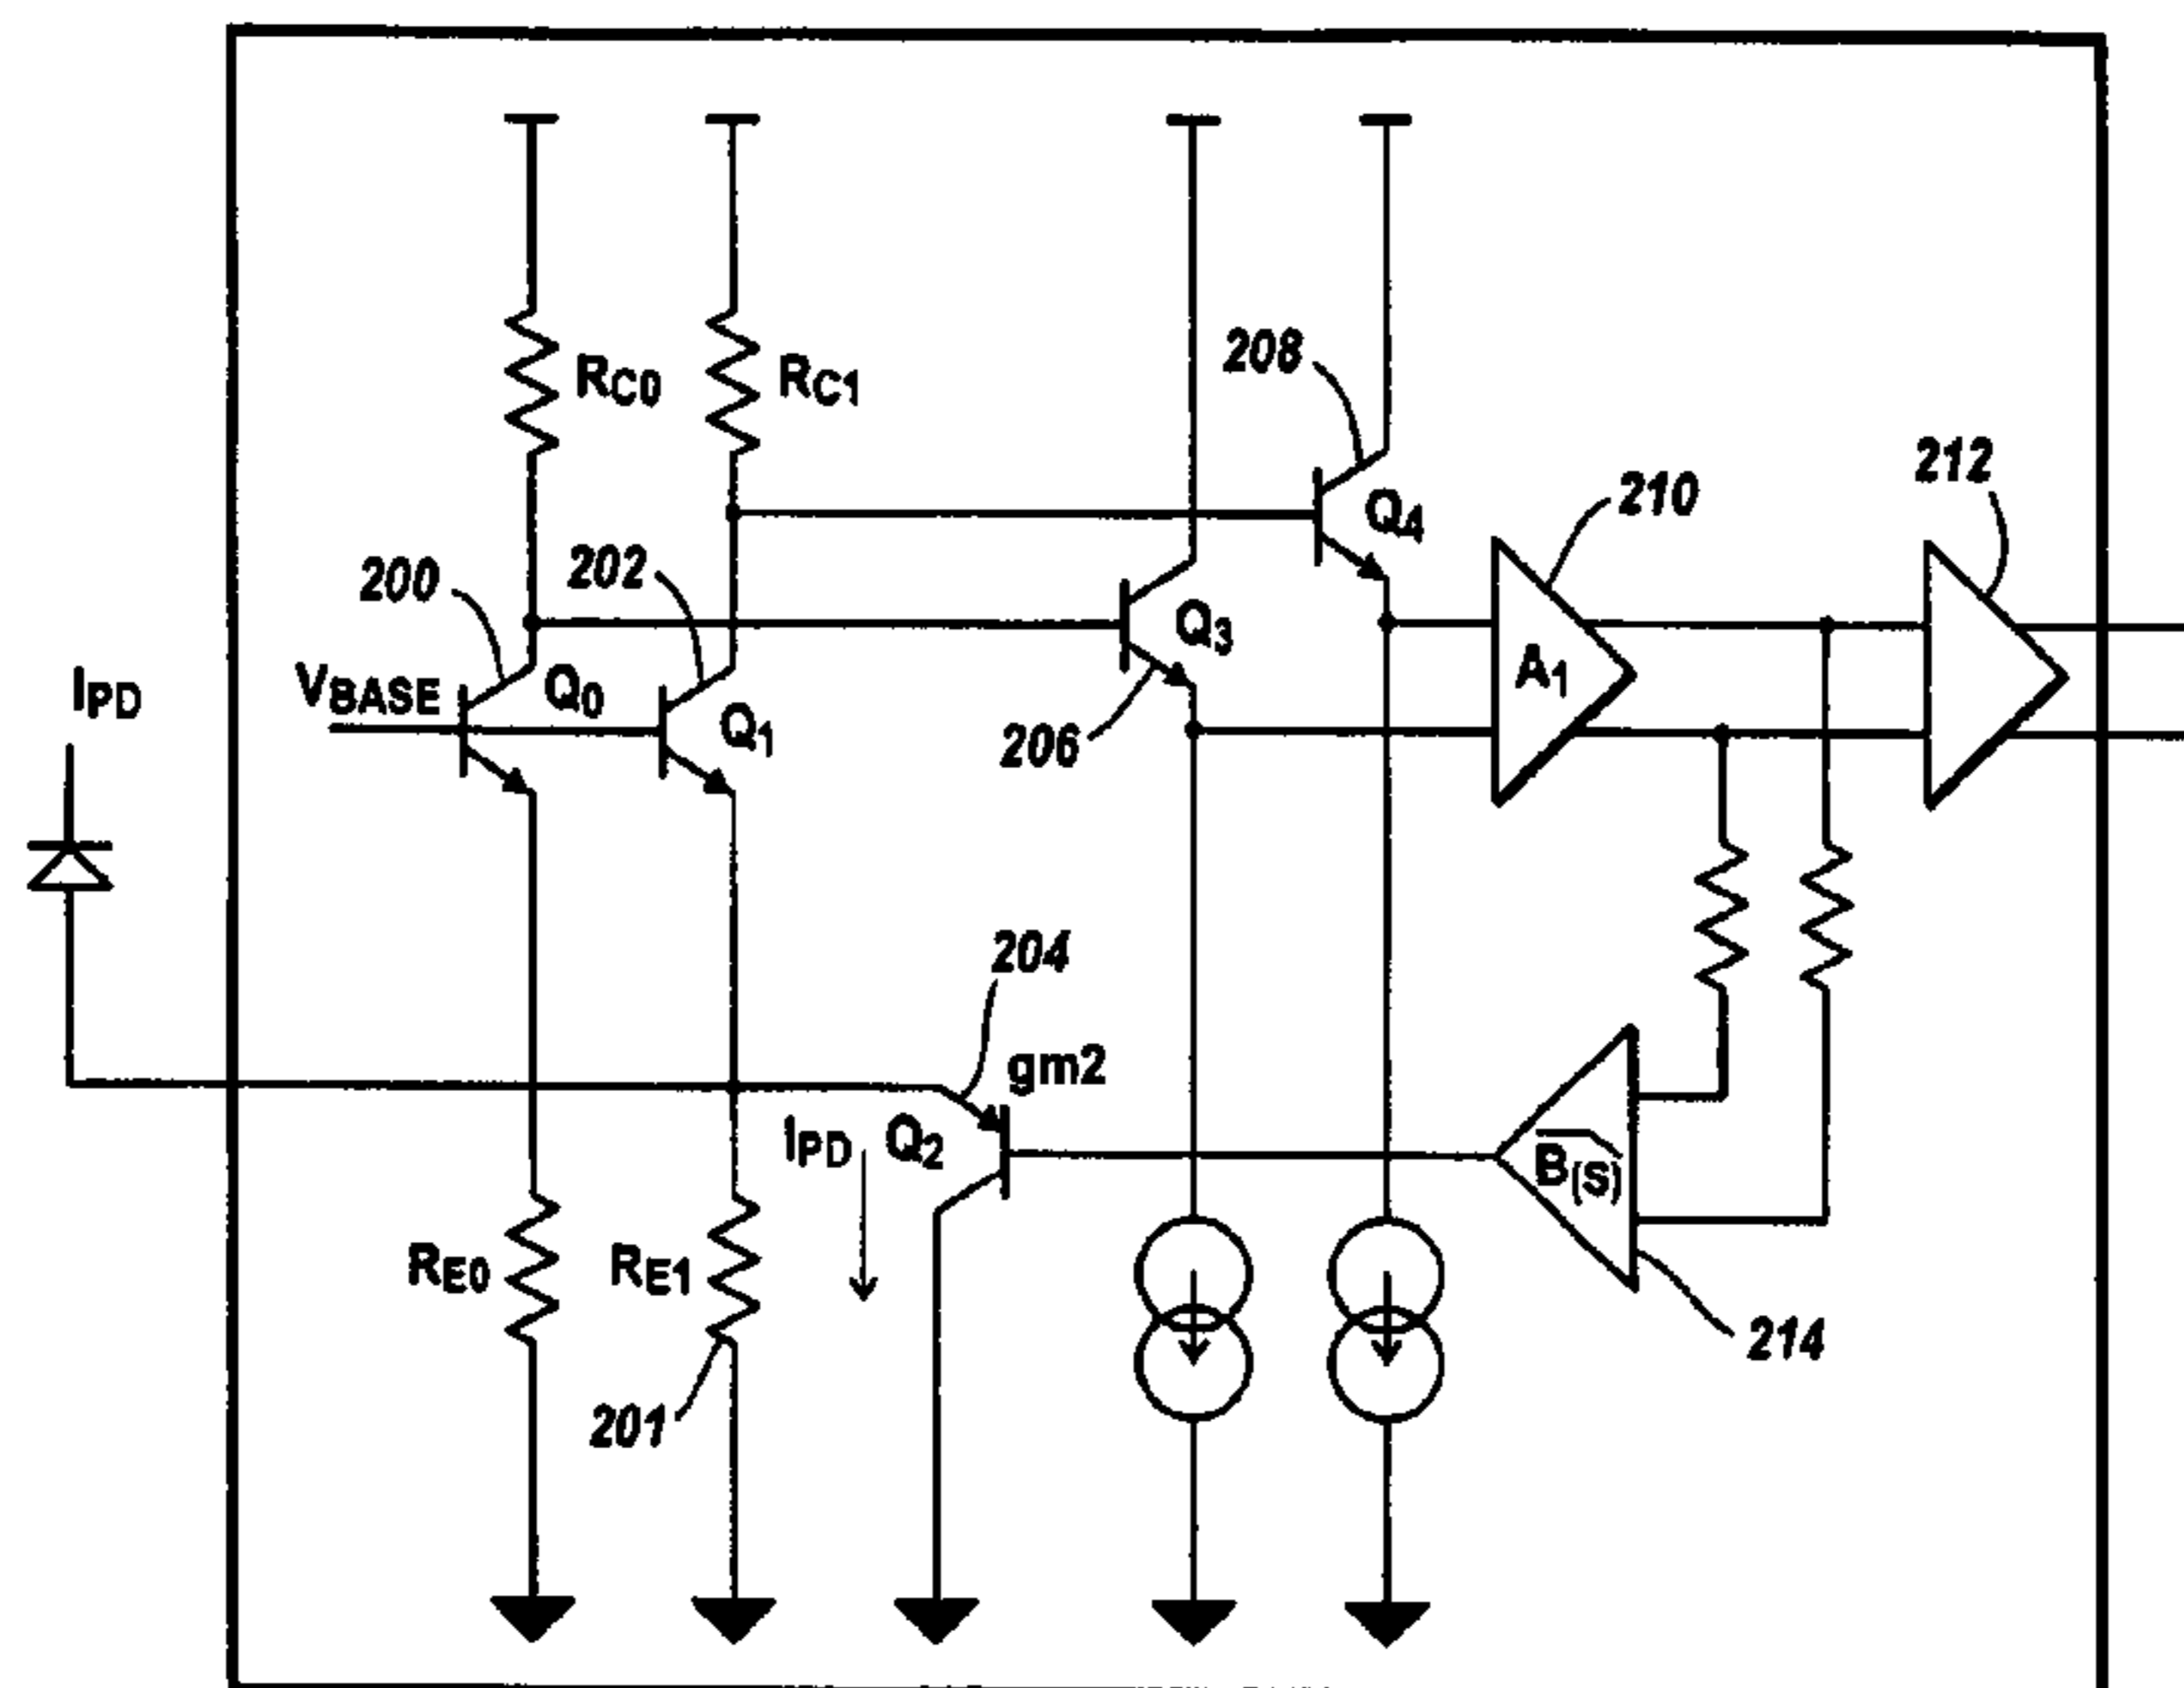 RC0
RC1
208
210
212
200
202
Q4
IPD
VBASE
Q0
Q1
Q3
206
A1
204
gm2
IPD
Q2
B(S)
RE0
RE1
201
214